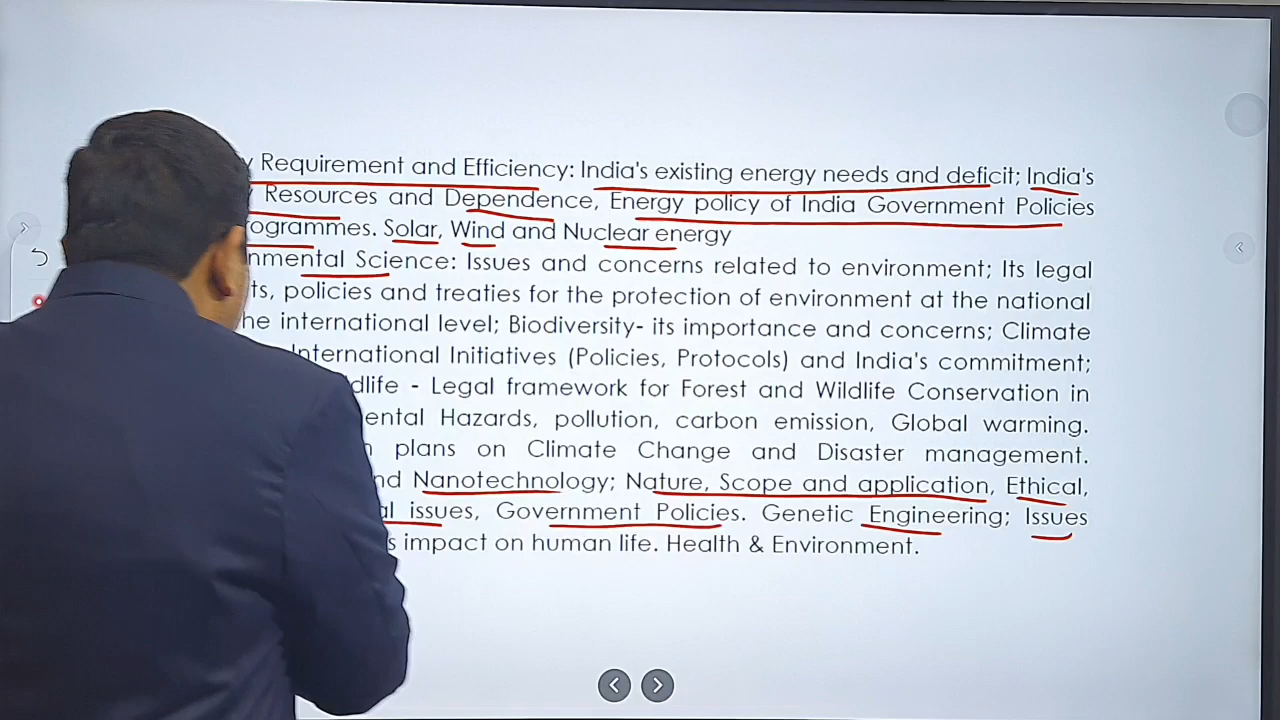 Requirement and Efficiency: India's existing energy needs and deficit; India's
Resources and Dependence, Energy policy of India Government Policies
ogrammes. Solar, Wind and Nuclear energy
nmental Science: Issues and concerns related to environment; Its legal
ts, policies and treaties for the protection of environment at the national
he international level; Biodiversity- its importance and concerns; Climate
International Initiatives (Policies, Protocols) and India's commitment;
dlife - Legal framework for Forest and Wildlife Conservation in
ental Hazards, pollution, carbon emission, Global warming.
plans on Climate Change and Disaster management.
nd Nanotechnology; Nature, Scope and application, Ethical,
al issues, Government Policies. Genetic Engineering; Issues
s impact on human life. Health & Environment.